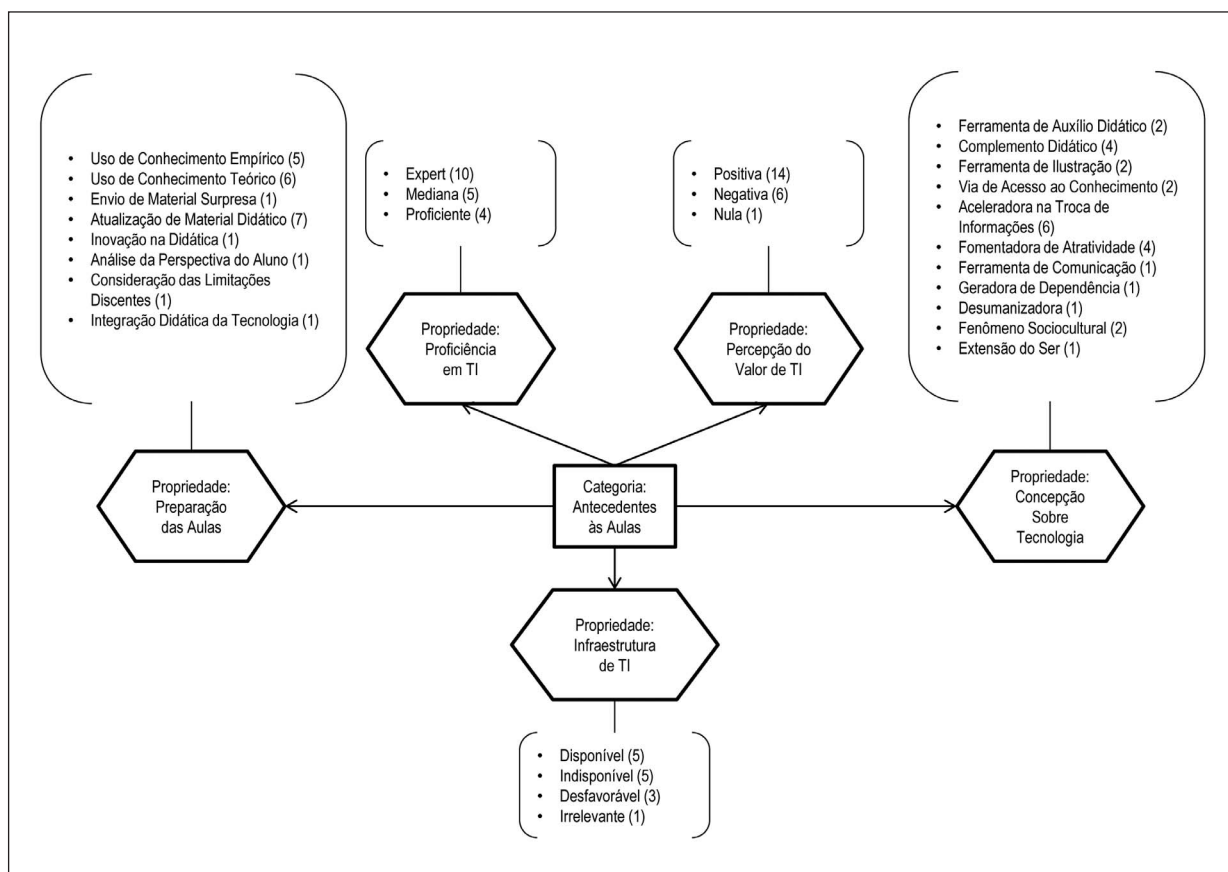 • Uso de Conhecimento Empírico (5)
• Uso de Conhecimento Teórico (6)
• Envio de Material Surpresa (1)
• Atualização de Material Didático (7)
• Inovação na Didática (1)
• Análise da Perspectiva do Aluno (1)
• Consideração das Limitações
Discentes (1)
• Integração Didática da Tecnologia (1)
• Expert (10)
• Mediana (5)
• Proficiente (4)
• Positiva (14)
• Negativa (6)
• Nula (1)
• Ferramenta de Auxílio Didático (2)
• Complemento Didático (4)
• Ferramenta de Ilustração (2)
• Via de Acesso ao Conhecimento (2)
• Aceleradora na Troca de
Informações (6)
• Fomentadora de Atratividade (4)
• Ferramenta de Comunicação (1)
• Geradora de Dependência (1)
• Desumanizadora (1)
• Fenômeno Sociocultural (2)
• Extensão do Ser (1)
Propriedade:
Proficiência
em TI
Propriedade:
Percepção do
Valor de TI
Propriedade:
Preparação
das Aulas
Categoria:
Antecedentes
às Aulas
Propriedade:
Concepção
Sobre
Tecnologia
Propriedade:
Infraestrutura
de TI
• Disponível (5)
• Indisponível (5)
• Desfavorável (3)
• Irrelevante (1)